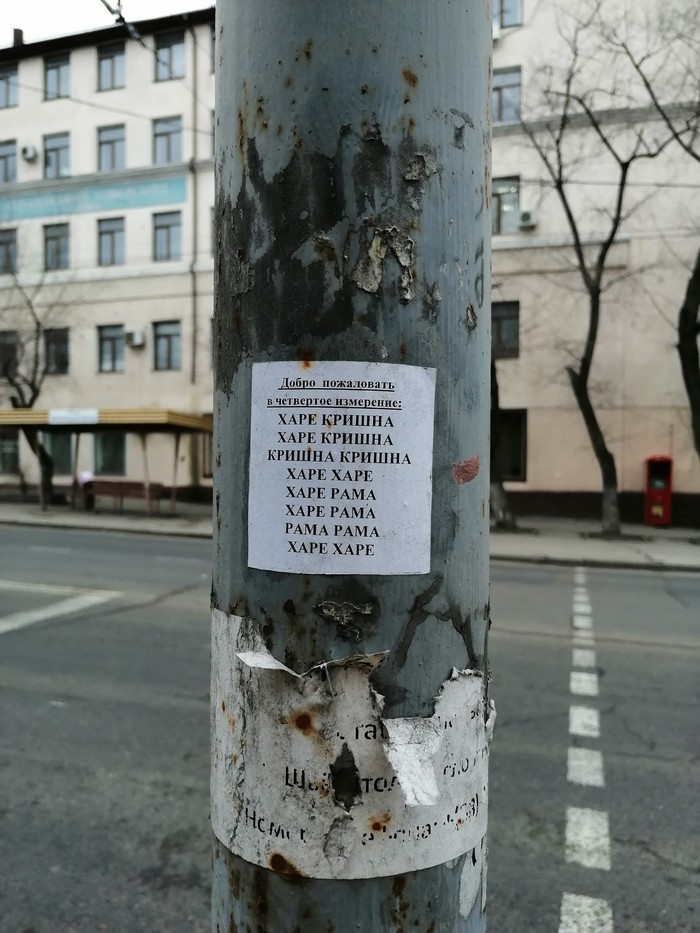 Добро пожаловать
в четвертое измерение:
ХАРЕ КРИШНА
ХАРЕ КРИШНА
КРИШНА КРИШНА
ХАРЕ ХАРЕ
ХАРЕ РАМА
ХАРЕ РАМА
РАМА РАМА
ХАРЕ ХАРЕ